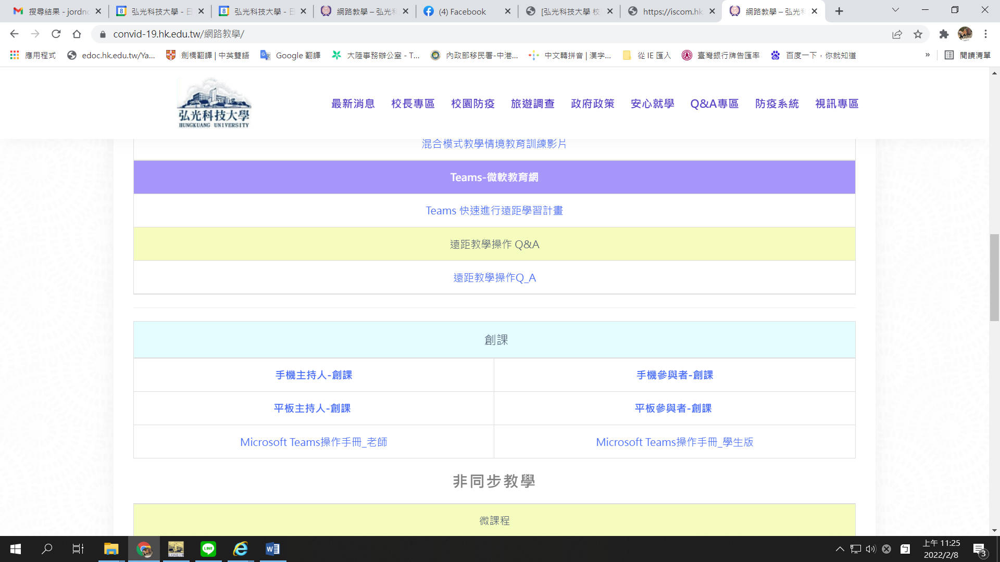 搜尋結果 - jordno
弘光科技大學 - 日
弘光科技大學 - 日
網路教學 – 弘光科
(4) Facebook
[弘光科技大學 校
https://iscom.hk
網路教學 – 弘光科
convid-19.hk.edu.tw/網路教學/
應用程式
edoc.hk.edu.tw/Ya...
劍橋翻譯 | 中英雙語
Google 翻譯
大陸事務辦公室 - T...
內政部移民署-中港...
中文轉拼音 | 漢字...
從 IE 匯入
臺灣銀行牌告匯率
百度一下，你就知道
»
閱讀清單
弘光科技大學
HUNGKUANG UNIVERSITY
最新消息 校長專區 校園防疫 旅遊調查 政府政策 安心就學 Q&A專區 防疫系統 視訊專區
混合模式教學情境教育訓練影片
Teams-微軟教育網
Teams 快速進行遠距學習計畫
遠距教學操作 Q&A
遠距教學操作Q_A
創課
手機主持人-創課
手機參與者-創課
平板主持人-創課
平板參與者-創課
Microsoft Teams操作手冊_老師
Microsoft Teams操作手冊_學生版
非同步教學
微課程
上午 11:25
2022/2/8
3